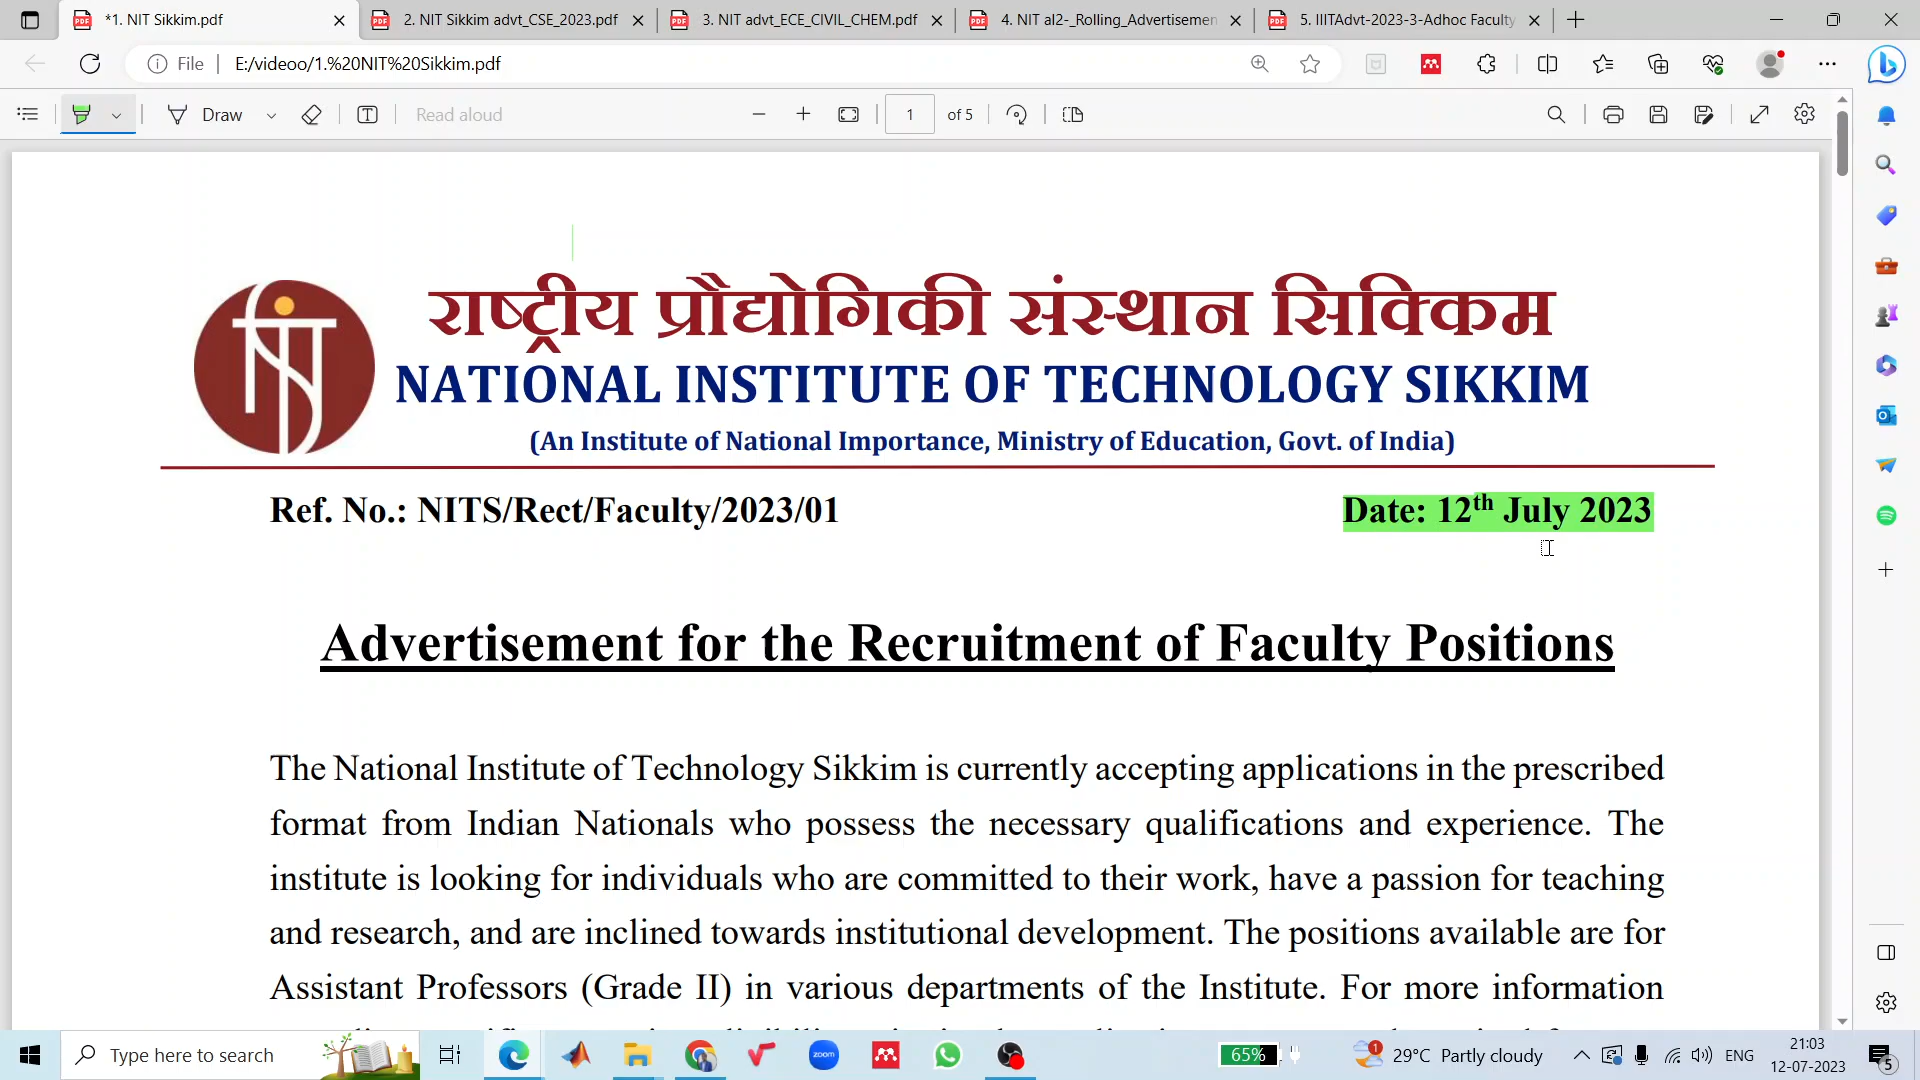 *1. NIT Sikkim.pdf
2. NIT Sikkim advt_CSE_2023.pdf
3. NIT advt_ECE_CIVIL_CHEM.pdf
4. NIT al2-_Rolling_Advertisemen
5. IIITAdvt-2023-3-Adhoc Faculty
File
E:/videoo/1.%20NIT%20Sikkim.pdf
Draw
Read aloud
1
of 5
राष्ट्रीय प्रौद्योगिकी संस्थान सिक्किम
NATIONAL INSTITUTE OF TECHNOLOGY SIKKIM
(An Institute of National Importance, Ministry of Education, Govt. of India)
Ref. No.: NITS/Rect/Faculty/2023/01
Date: 12th July 2023
Advertisement for the Recruitment of Faculty Positions
The National Institute of Technology Sikkim is currently accepting applications in the prescribed
format from Indian Nationals who possess the necessary qualifications and experience. The
institute is looking for individuals who are committed to their work, have a passion for teaching
and research, and are inclined towards institutional development. The positions available are for
Assistant Professors (Grade II) in various departments of the Institute. For more information
Type here to search
zoom
65%
1
29°C Partly cloudy
ENG
21:03
12-07-2023
5